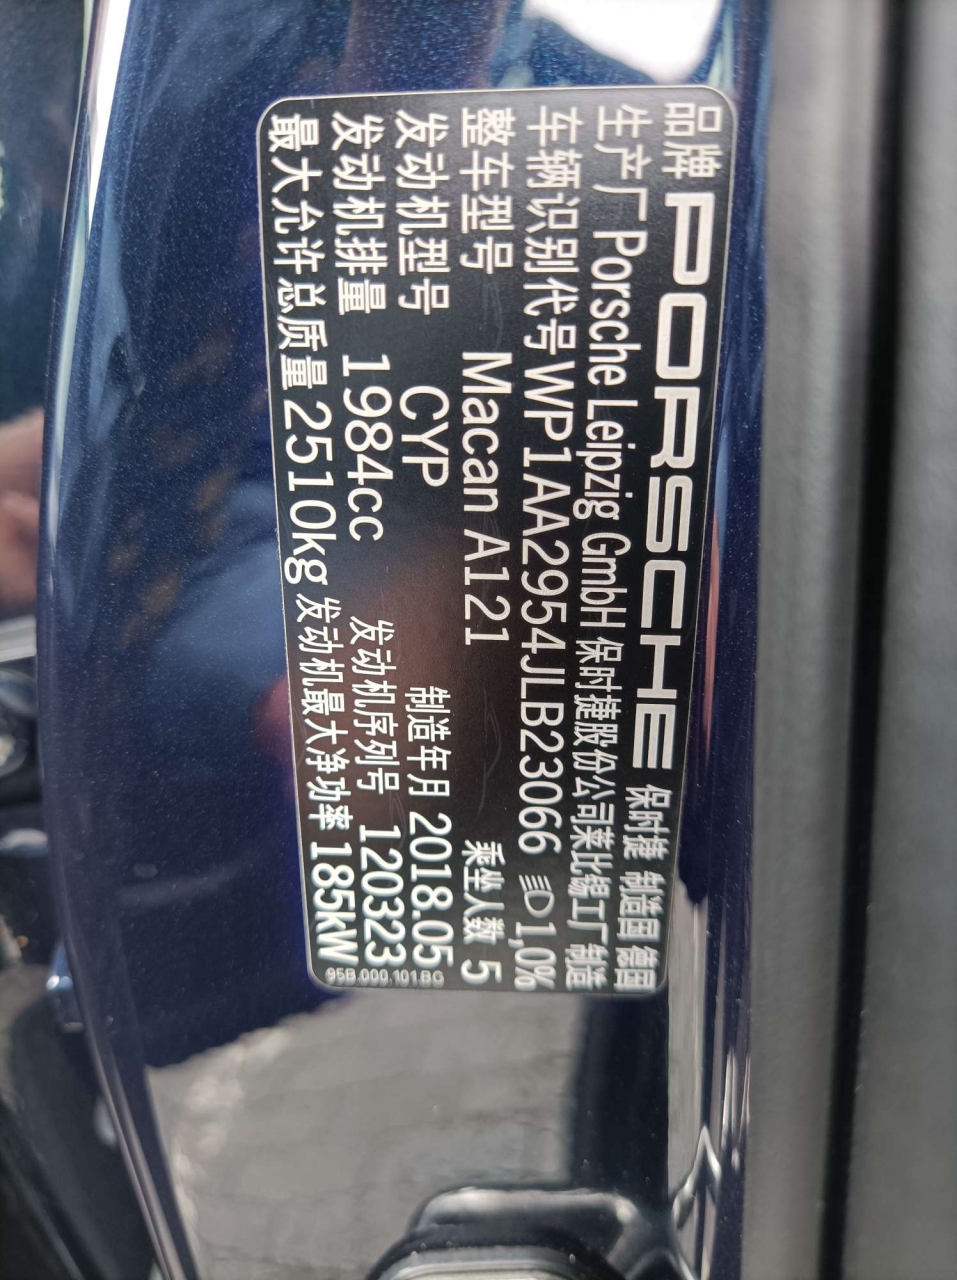 品牌 PORSCHE 保时捷 制造国 德国
生产厂 Porsche Leipzig GmbH 保时捷股份公司莱比锡工厂 制造
车辆识别代号 WP1AA2954JLB23066 1,0%
整车型号 Macan A121 乘坐人数 5
发动机型号 CYP 制造年月 2018.05
发动机排量 1984cc 发动机序列号 120323
最大允许总质量 2510kg 发动机最大净功率 185kW
95B.000.101.BG